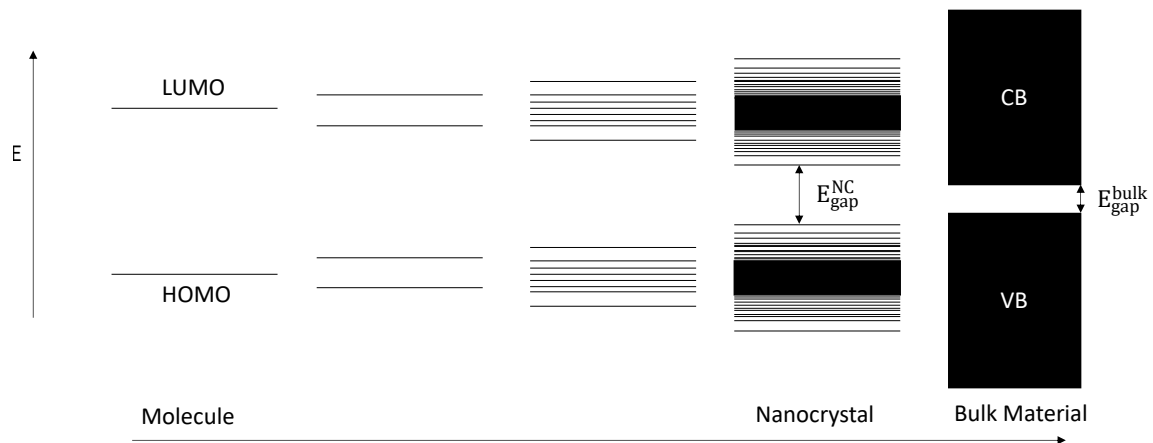 LUMO
CB
E
E_gap^NC
E_gap^bulk
HOMO
VB
Molecule
Nanocrystal
Bulk Material